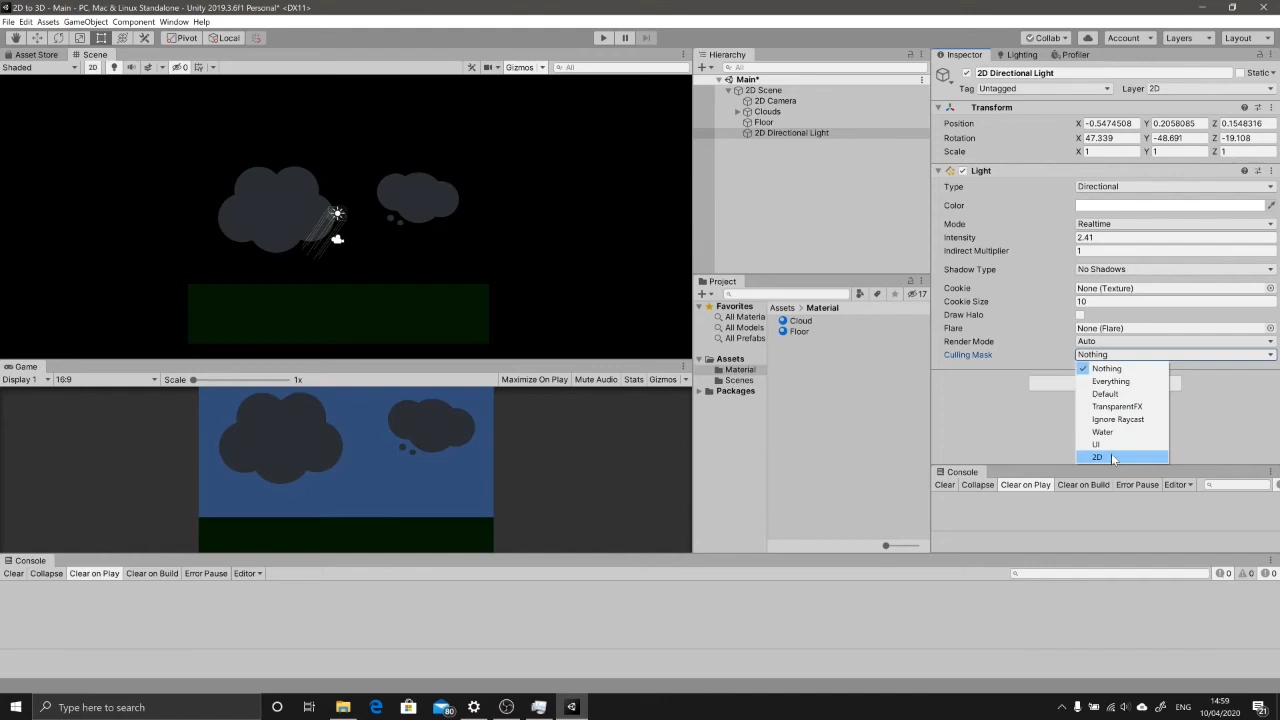 2D to 3D - Main - PC, Mac & Linux Standalone - Unity 2019.3.6f1 Personal* <DX11>
File Edit Assets GameObject Component Window Help
Pivot Local Collab Account Layers Layout
Asset Store Scene
Shaded 2D 0 Gizmos All
Hierarchy
All
Main*
2D Scene
2D Camera
Clouds
Floor
2D Directional Light
Inspector Lighting Profiler
2D Directional Light Static
Tag Untagged Layer 2D
Transform
Position X -0.5474508 Y 0.2058085 Z 0.1548316
Rotation X 47.339 Y -48.691 Z -19.108
Scale X 1 Y 1 Z 1
Light
Type Directional
Color
Mode Realtime
Intensity 2.41
Indirect Multiplier 1
Shadow Type No Shadows
Cookie None (Texture)
Cookie Size 10
Draw Halo
Flare None (Flare)
Render Mode Auto
Culling Mask Nothing
Nothing
Everything
Default
TransparentFX
Ignore Raycast
Water
UI
2D
Project
17
Favorites
All Materia
All Models
All Prefabs
Assets
Material
Scenes
Packages
Assets > Material
Cloud
Floor
Game
Display 1 16:9 Scale 1x Maximize On Play Mute Audio Stats Gizmos
Console
Clear Collapse Clear on Play Clear on Build Error Pause Editor
Console
Clear Collapse Clear on Play Clear on Build Error Pause Editor 0 0 0
Type here to search
80
ENG
14:59
10/04/2020
21